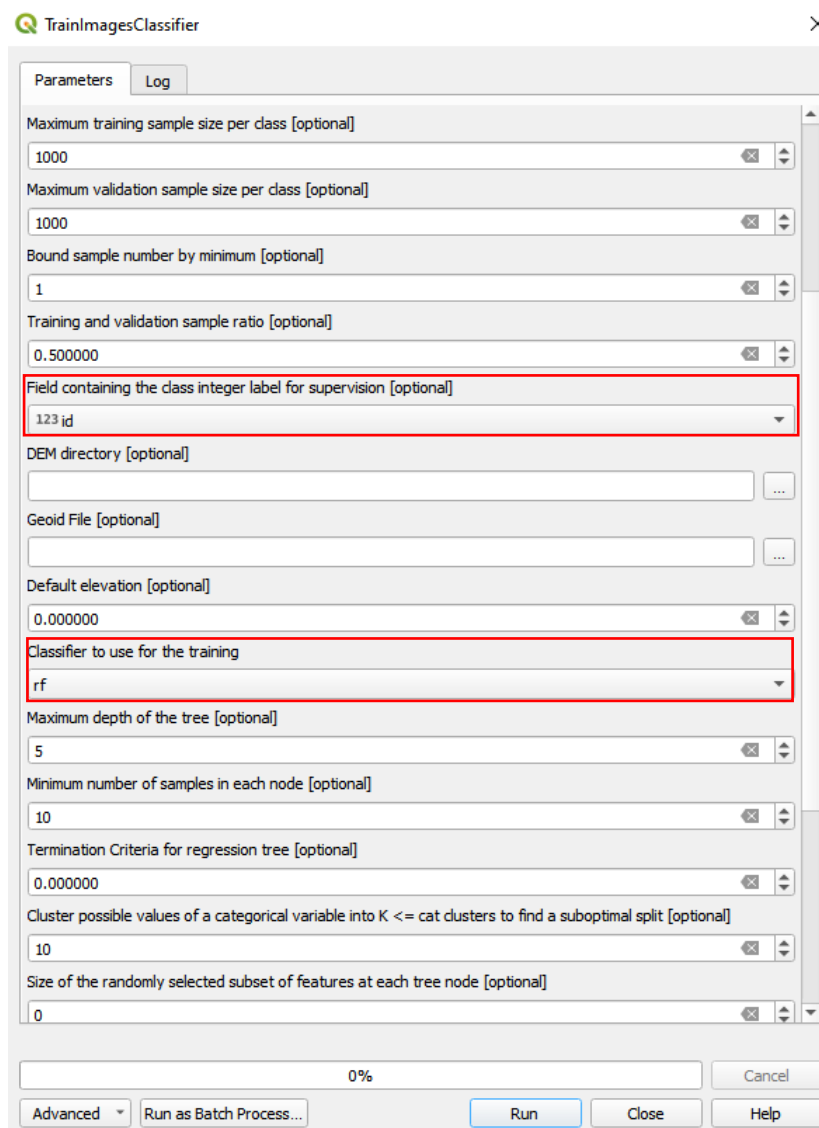 TrainImagesClassifier
Parameters Log
Maximum training sample size per class [optional]
1000
Maximum validation sample size per class [optional]
1000
Bound sample number by minimum [optional]
1
Training and validation sample ratio [optional]
0.500000
Field containing the class integer label for supervision [optional]
123 id
DEM directory [optional]
...
Geoid File [optional]
...
Default elevation [optional]
0.000000
Classifier to use for the training
rf
Maximum depth of the tree [optional]
5
Minimum number of samples in each node [optional]
10
Termination Criteria for regression tree [optional]
0.000000
Cluster possible values of a categorical variable into K <= cat clusters to find a suboptimal split [optional]
10
Size of the randomly selected subset of features at each tree node [optional]
0
0% Cancel
Advanced Run as Batch Process... Run Close Help